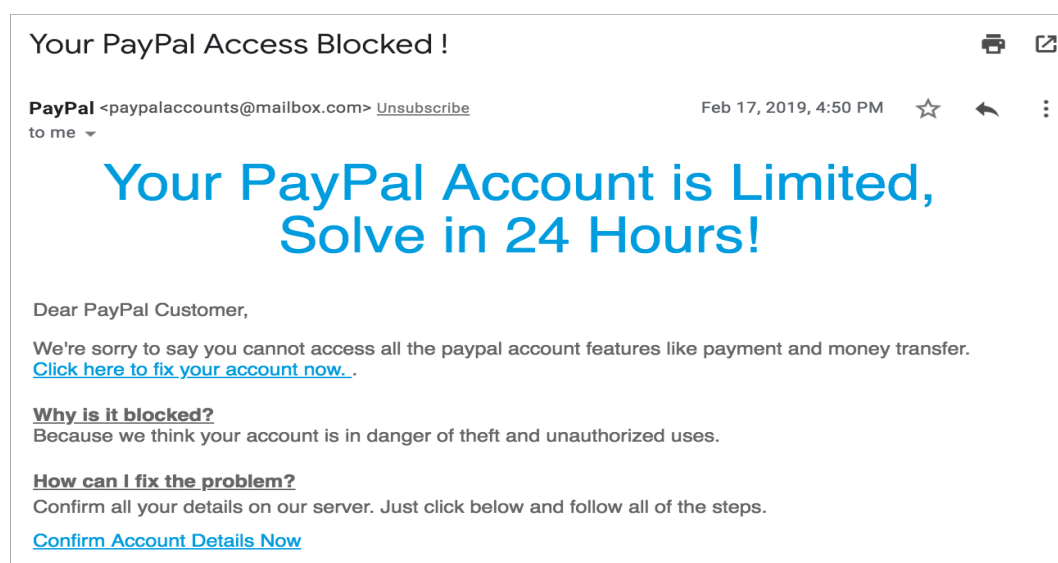 Your PayPal Access Blocked !
PayPal <paypalaccounts@mailbox.com> Unsubscribe
Feb 17, 2019, 4:50 PM
to me
Your PayPal Account is Limited,
Solve in 24 Hours!
Dear PayPal Customer,
We're sorry to say you cannot access all the paypal account features like payment and money transfer.
Click here to fix your account now. .
Why is it blocked?
Because we think your account is in danger of theft and unauthorized uses.
How can I fix the problem?
Confirm all your details on our server. Just click below and follow all of the steps.
Confirm Account Details Now